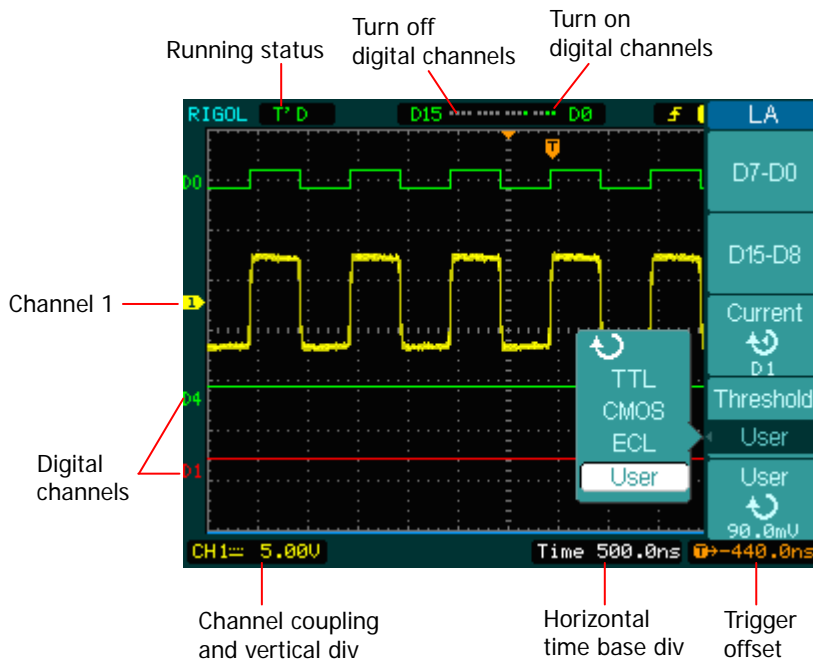 Turn off
digital channels
Turn on
digital channels
Running status
RIGOL T'D D15 D0 LA
D7-D0
D0
D15-D8
Channel 1
1
Current
D1
TTL
CMOS
ECL
User
Threshold
User
D4
Digital
channels
D1
User
90.0mV
CH1 5.00V Time 500.0ns T→-440.0ns
T
Channel coupling
and vertical div
Horizontal
time base div
Trigger
offset